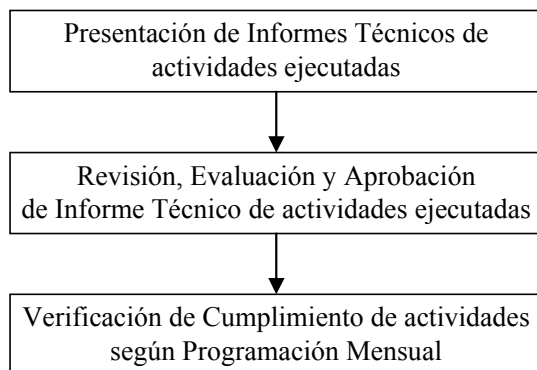 Presentación de Informes Técnicos de
actividades ejecutadas
Revisión, Evaluación y Aprobación
de Informe Técnico de actividades ejecutadas
Verificación de Cumplimiento de actividades
según Programación Mensual